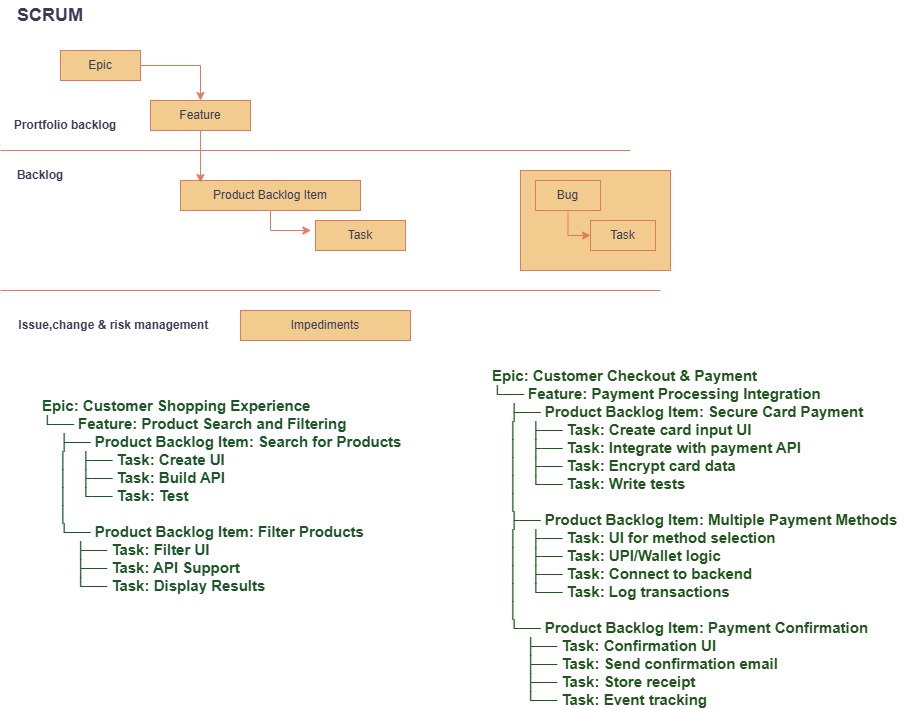 SCRUM
Epic
Feature
Prortfolio backlog
Backlog
Product Backlog Item
Task
Bug
Task
Issue,change & risk management
Impediments
Epic: Customer Shopping Experience
Feature: Product Search and Filtering
Product Backlog Item: Search for Products
Task: Create UI
Task: Build API
Task: Test
Product Backlog Item: Filter Products
Task: Filter UI
Task: API Support
Task: Display Results
Epic: Customer Checkout & Payment
Feature: Payment Processing Integration
Product Backlog Item: Secure Card Payment
Task: Create card input UI
Task: Integrate with payment API
Task: Encrypt card data
Task: Write tests
Product Backlog Item: Multiple Payment Methods
Task: UI for method selection
Task: UPI/Wallet logic
Task: Connect to backend
Task: Log transactions
Product Backlog Item: Payment Confirmation
Task: Confirmation UI
Task: Send confirmation email
Task: Store receipt
Task: Event tracking